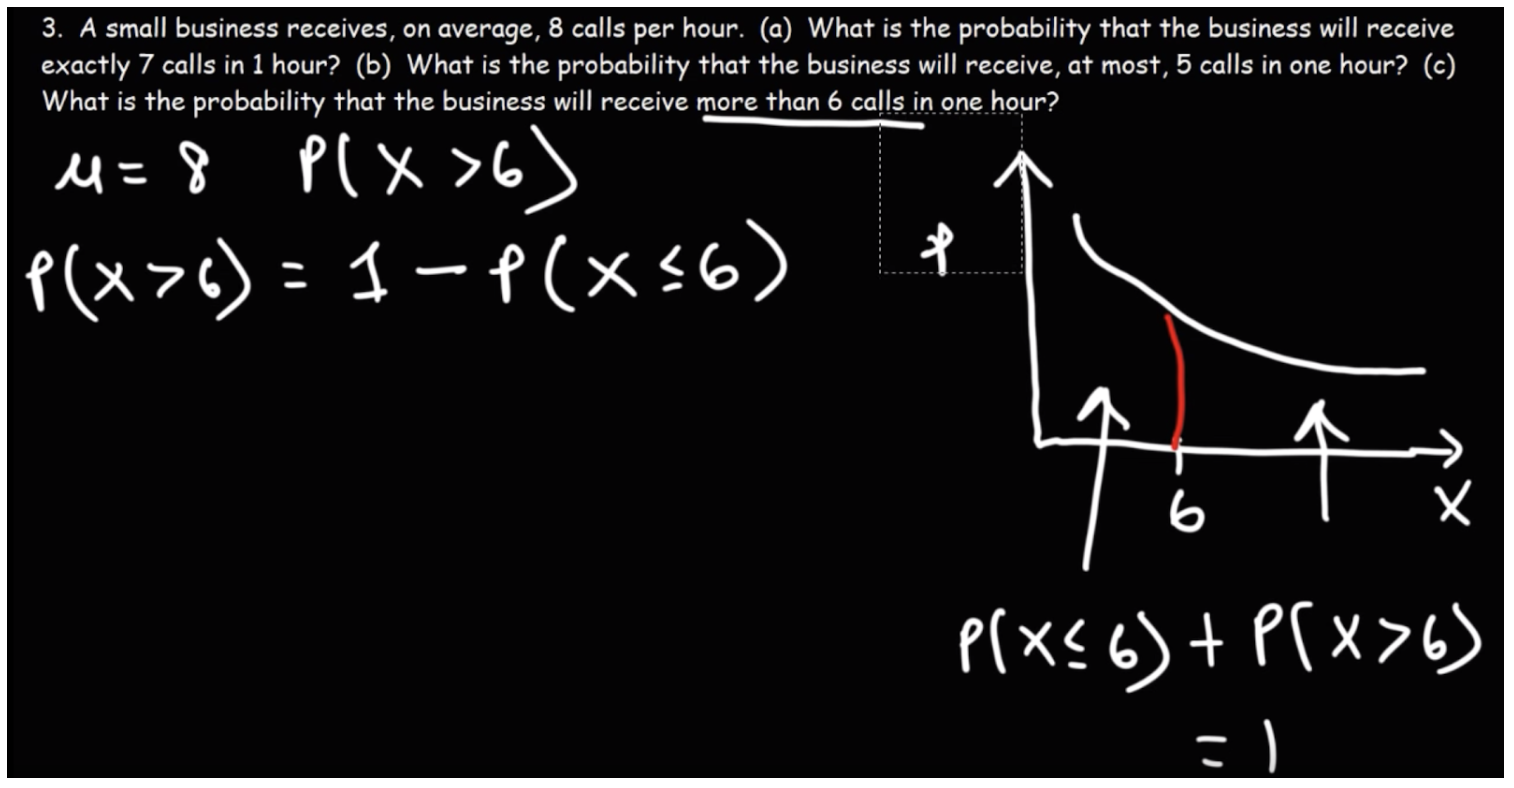 3. A small business receives, on average, 8 calls per hour. (a) What is the probability that the business will receive
exactly 7 calls in 1 hour? (b) What is the probability that the business will receive, at most, 5 calls in one hour? (c)
What is the probability that the business will receive more than 6 calls in one hour?
μ = 8 P(X > 6)
P(X > 6) = 1 - P(X ≤ 6)
P
6
X
P(X ≤ 6) + P(X > 6)
= 1